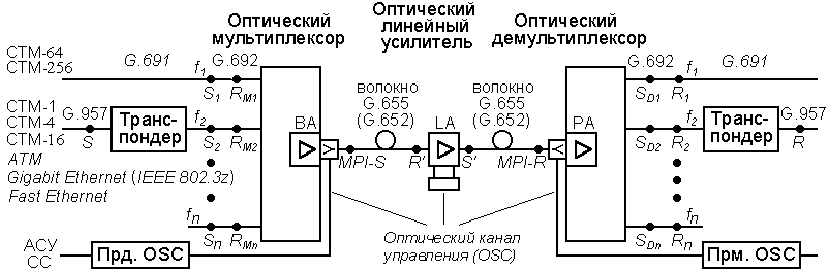 Оптический
мультиплексор
Оптический
линейный
усилитель
Оптический
демультиплексор
СТМ-64
СТМ-256
G.691
f1
G.692
S1
RM1
волокно
G.655
(G.652)
волокно
G.655
(G.652)
G.692
SD1
f1
R1
G.691
СТМ-1
СТМ-4
СТМ-16
G.957
S
Транс-
пондер
f2
S2
RM2
BA
MPI-S
R'
LA
S'
MPI-R
PA
SD2
f2
R2
Транс-
пондер
G.957
R
ATM
Gigabit Ethernet (IEEE 802.3z)
Fast Ethernet
fn
Sn
RMn
Оптический канал
управления (OSC)
SDn
fn
Rn
АСУ
СС
Прд. OSC
Прм. OSC